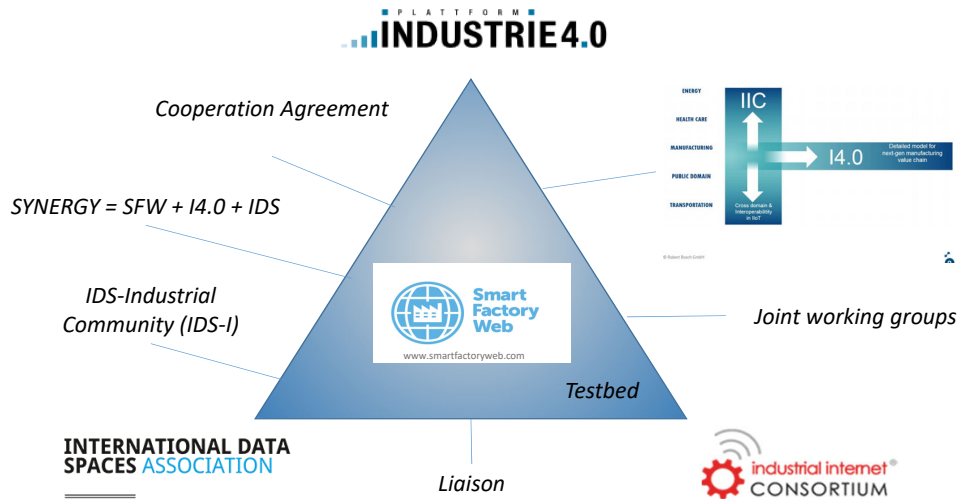 PLATTFORM
INDUSTRIE4.0
Cooperation Agreement
SYNERGY = SFW + I4.0 + IDS
IDS-Industrial
Community (IDS-I)
ENERGY
HEALTH CARE
MANUFACTURING
PUBLIC DOMAIN
TRANSPORTATION
IIC
I4.0
Detailed model for
next-gen manufacturing
value chain
Cross domain &
Interoperability
in IIoT
© Robert Bosch GmbH
Smart
Factory
Web
www.smartfactoryweb.com
Joint working groups
Testbed
INTERNATIONAL DATA
SPACES ASSOCIATION
Liaison
industrial internet®
CONSORTIUM